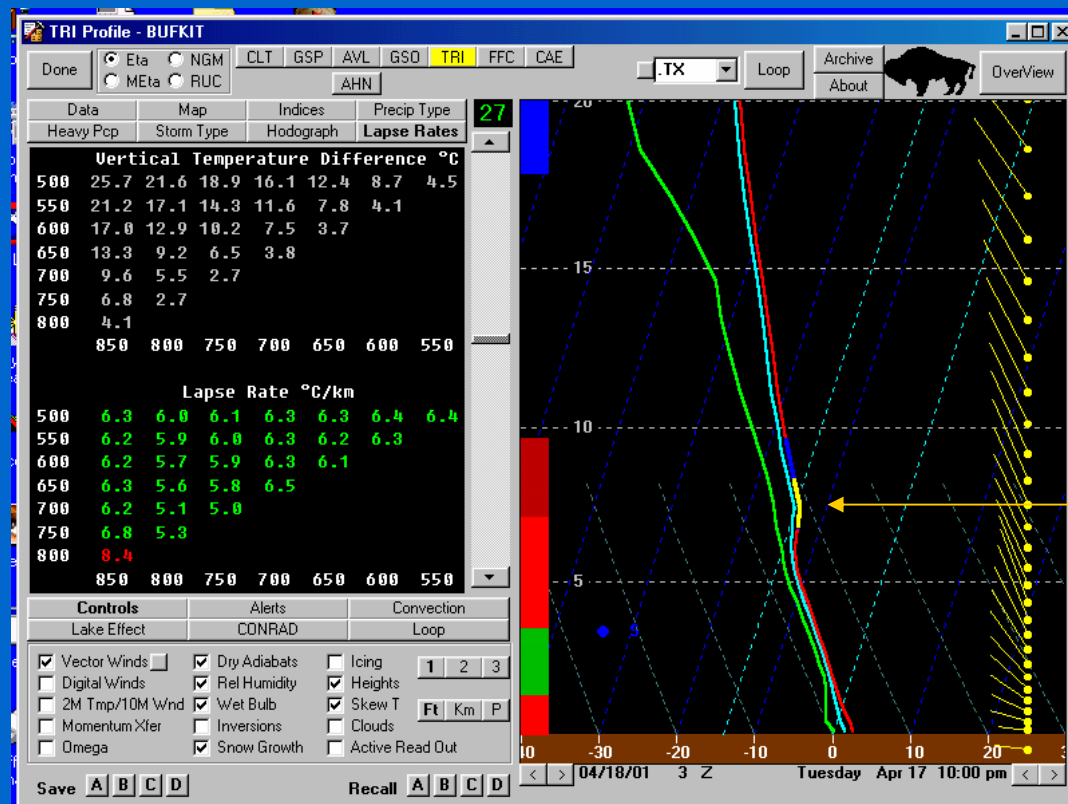 TRI Profile - BUFKIT
Done
Eta NGM
MEta RUC
CLT GSP AVL GSO TRI FFC CAE
AHN
.TX
Loop
Archive
About
OverView
Data Map Indices Precip Type
Heavy Pcp Storm Type Hodograph Lapse Rates
27
Vertical Temperature Difference °C
500 25.7 21.6 18.9 16.1 12.4 8.7 4.5
550 21.2 17.1 14.3 11.6 7.8 4.1
600 17.0 12.9 10.2 7.5 3.7
650 13.3 9.2 6.5 3.8
700 9.6 5.5 2.7
750 6.8 2.7
800 4.1
850 800 750 700 650 600 550
Lapse Rate °C/km
500 6.3 6.0 6.1 6.3 6.3 6.4 6.4
550 6.2 5.9 6.0 6.3 6.2 6.3
600 6.2 5.7 5.9 6.3 6.1
650 6.3 5.6 5.8 6.5
700 6.2 5.1 5.0
750 6.8 5.3
800 8.4
850 800 750 700 650 600 550
Controls Alerts Convection
Lake Effect CONRAD Loop
Vector Winds Dry Adiabats Icing 1 2 3
Digital Winds Rel Humidity Heights
2M Tmp/10M Wnd Wet Bulb Skew T Ft Km P
Momentum Xfer Inversions Clouds
Omega Snow Growth Active Read Out
Save A B C D Recall A B C D
20
15
10
5
40 -30 -20 -10 0 10 20
< > 04/18/01 3 Z Tuesday Apr 17 10:00 pm < >